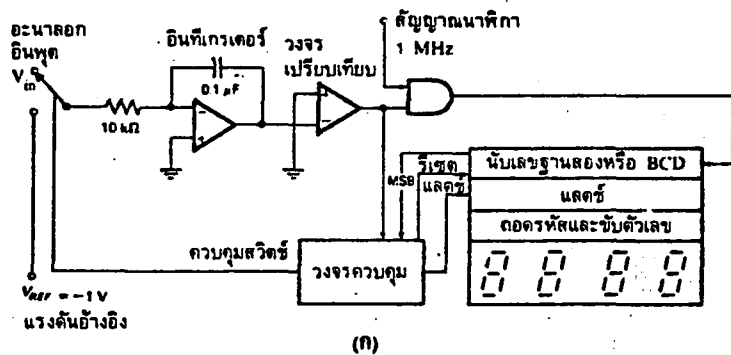 สัญญาณนาฬิกา
1 MHz
อะนาลอก
อินพุต
V_in
อินทีเกรเตอร์
0.1 μF
10 kΩ
วงจร
เปรียบเทียบ
รีเซต
MSB
แลตช์
นับเลขฐานสองหรือ BCD
แลตช์
ถอดรหัสและขับตัวเลข
8 8 8 8
ควบคุมสวิตช์
วงจรควบคุม
V_REF = -1 V
แรงดันอ้างอิง
(ก)